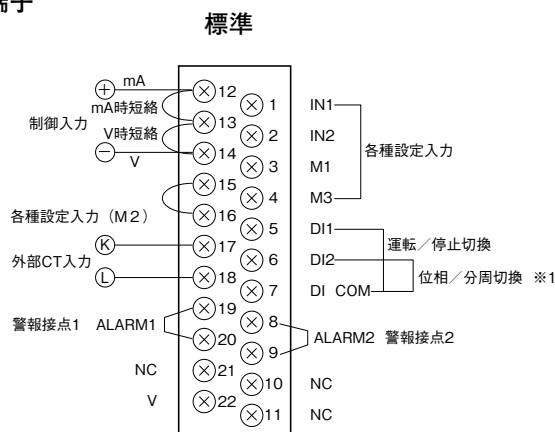 端子
標準
+ mA
mA時短絡
制御入力
V時短絡
− V
各種設定入力（M2）
K
外部CT入力
L
警報接点1 ALARM1
NC
V
12
13
14
15
16
17
18
19
20
21
22
1 IN1
2 IN2
各種設定入力
3 M1
4 M3
5 DI1
運転／停止切換
6 DI2
位相／分周切換 ※1
7 DI COM
8
ALARM2 警報接点2
9
10 NC
11 NC